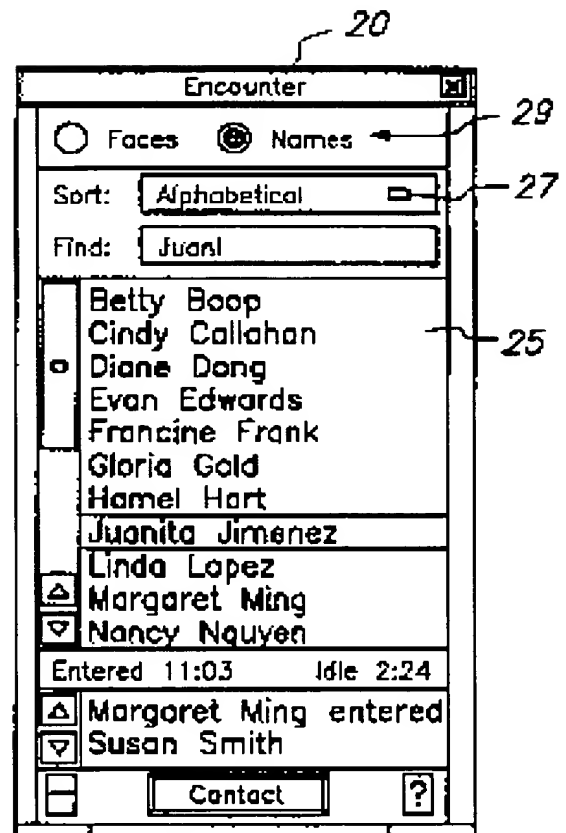 20
Encounter
Faces Names 29
Sort: Alphabetical 27
Find: Juanl
Betty Boop
Cindy Callahan
25
Diane Dong
Evan Edwards
Francine Frank
Gloria Gold
Hamel Hart
Juanita Jimenez
Linda Lopez
Margaret Ming
Nancy Nquyen
Entered 11:03 Idle 2:24
Margaret Ming entered
Susan Smith
Contact ?